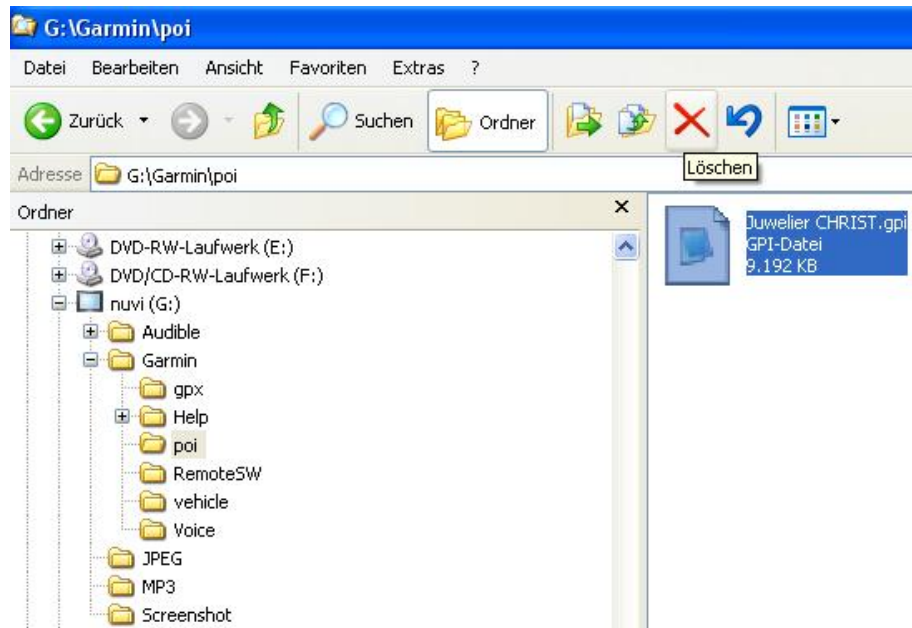 G:\Garmin\poi
Datei Bearbeiten Ansicht Favoriten Extras ?
Zurück Suchen Ordner
Löschen
Adresse G:\Garmin\poi
Ordner
DVD-RW-Laufwerk (E:)
DVD/CD-RW-Laufwerk (F:)
nuvi (G:)
Audible
Garmin
gpx
Help
poi
RemoteSW
vehicle
Voice
JPEG
MP3
Screenshot
Juwelier CHRIST.gpi
GPI-Datei
9.192 KB